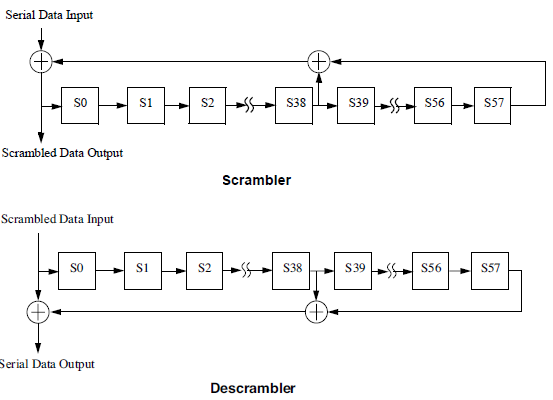 Serial Data Input
S0 S1 S2 S38 S39 S56 S57
Scrambled Data Output
Scrambler
Scrambled Data Input
S0 S1 S2 S38 S39 S56 S57
Serial Data Output
Descrambler